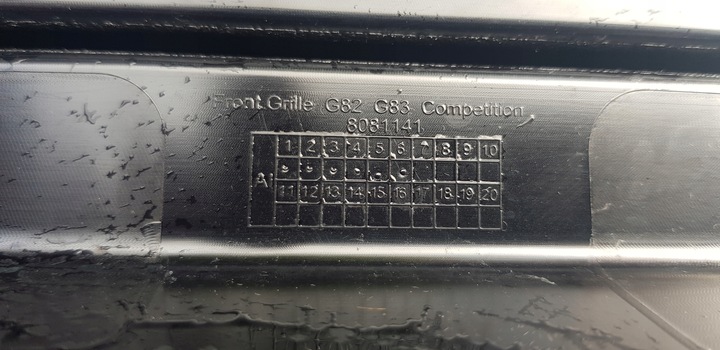 Front Grille G82 G83 Competition
8081141
1 2 3 4 5 6 7 8 9 10
AI
11 12 13 14 15 16 17 18 19 20